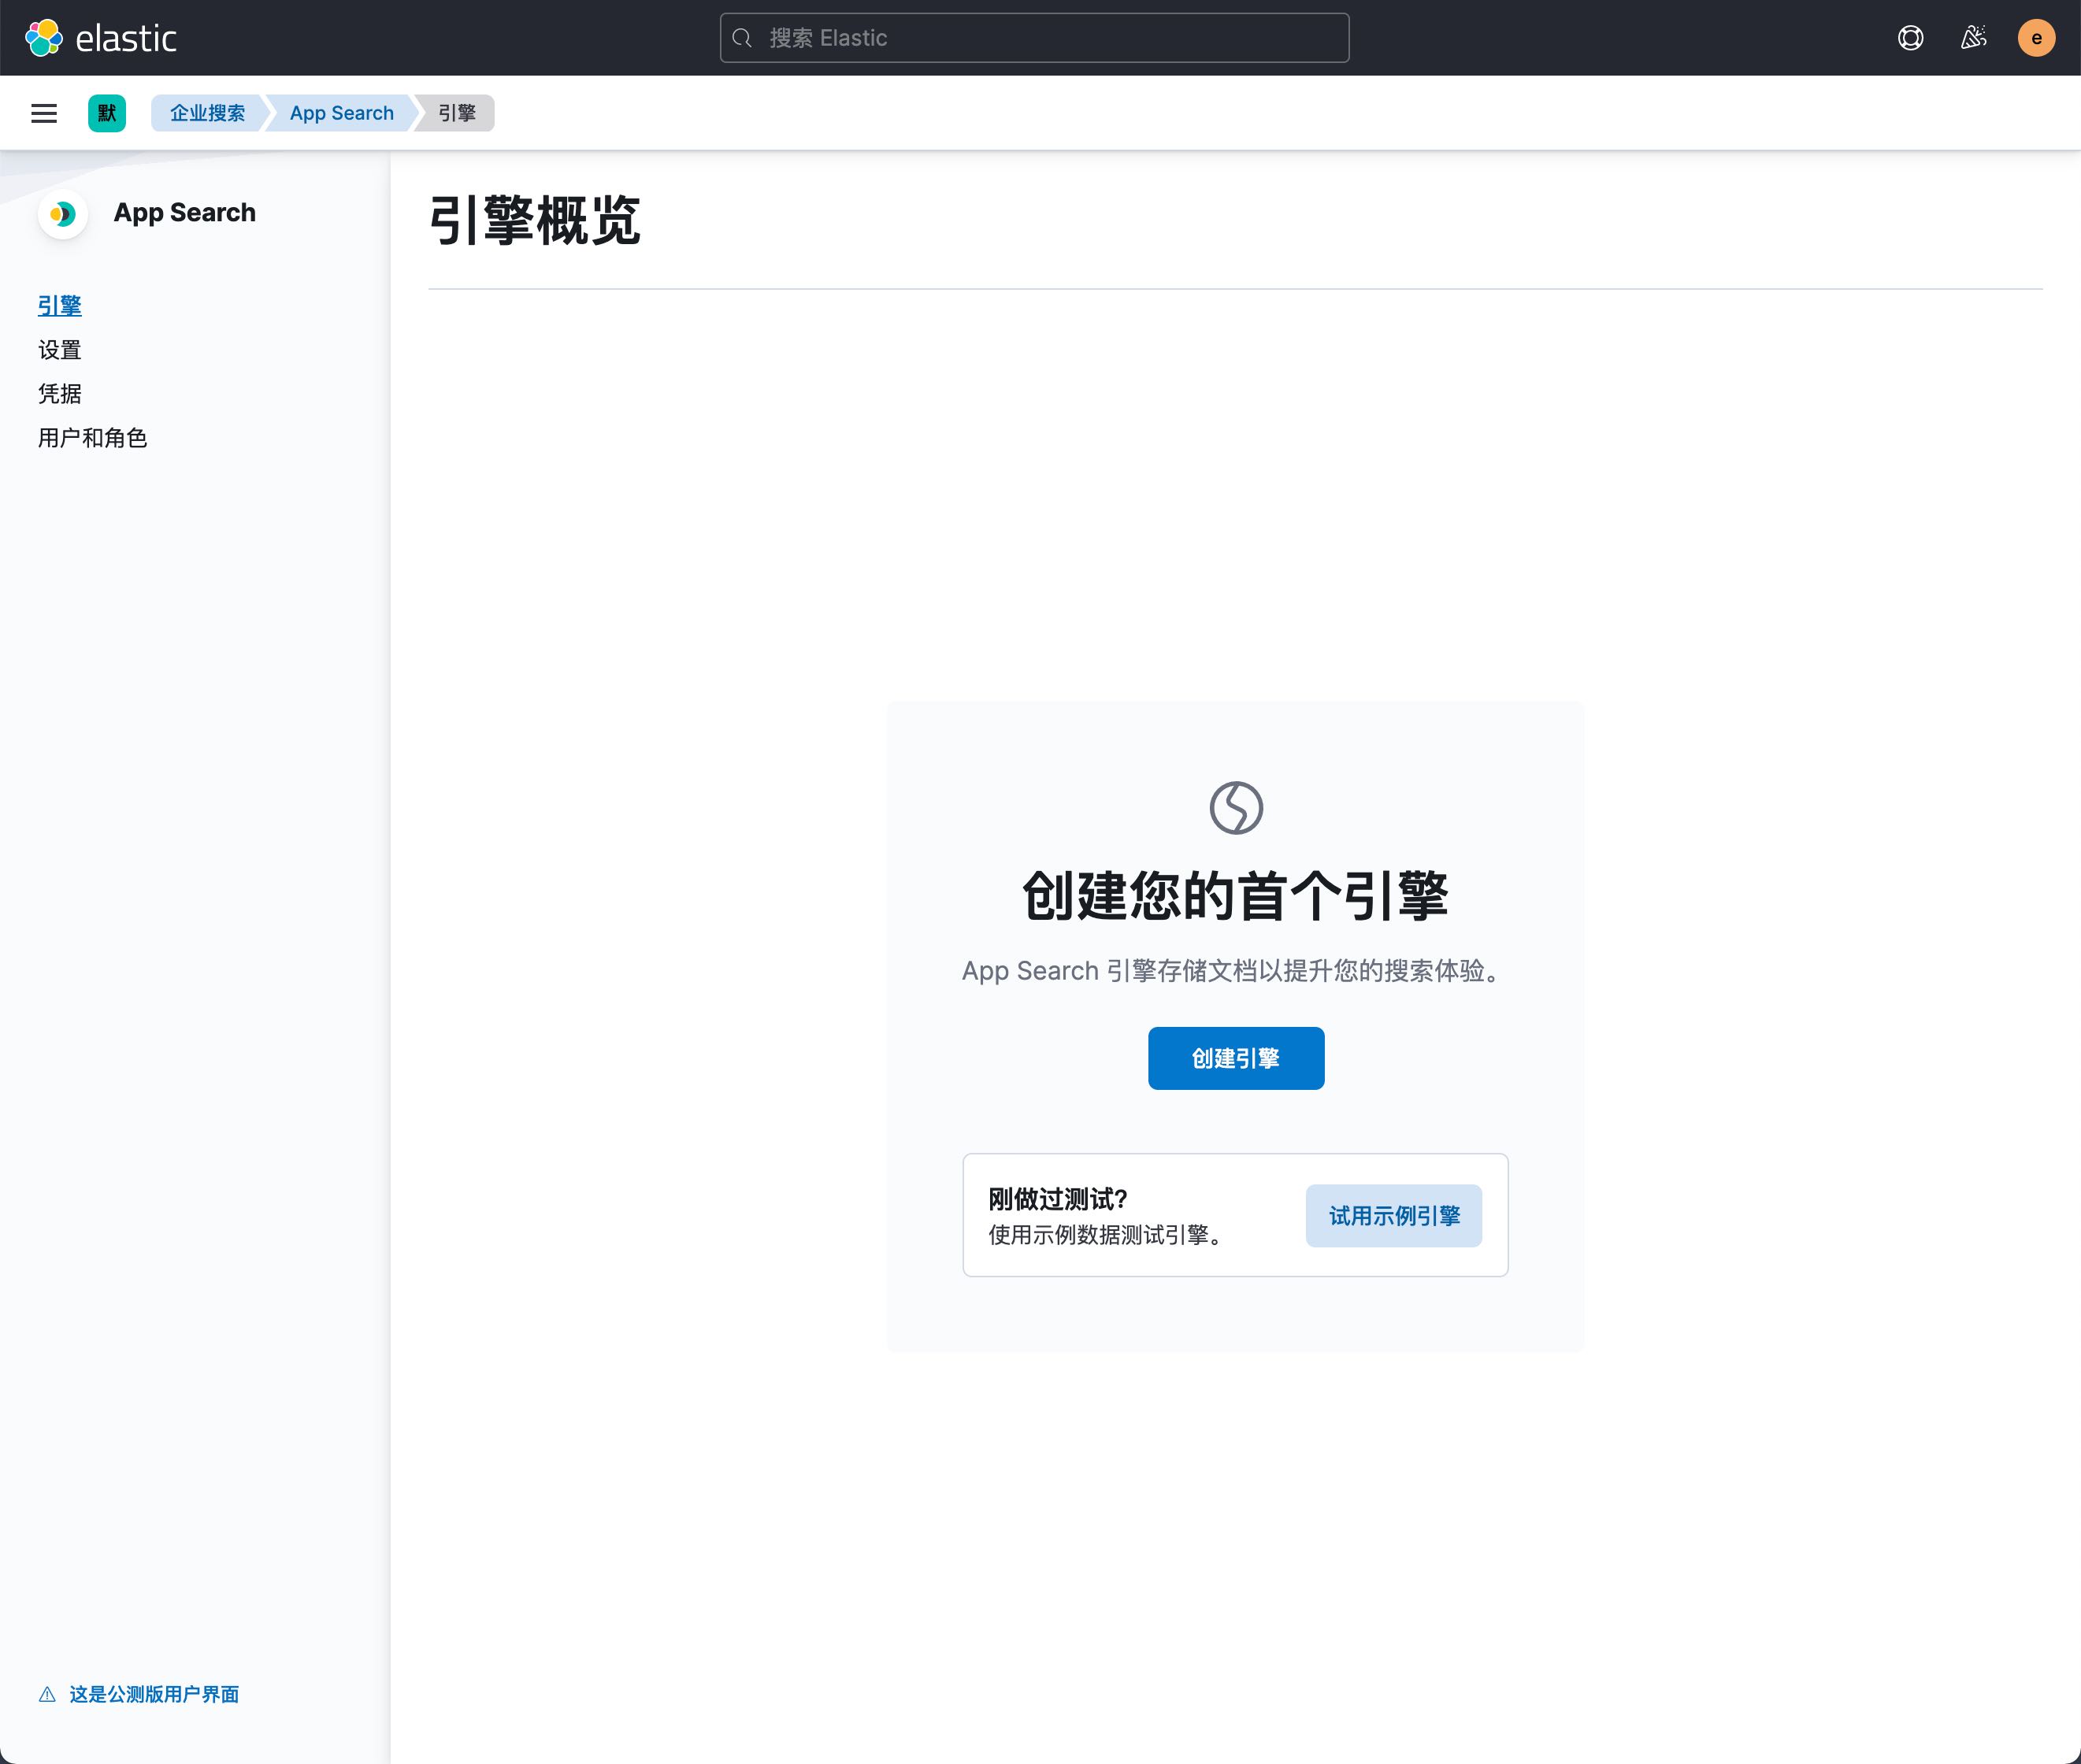 elastic
搜索 Elastic
e
默
企业搜索
App Search
引擎
App Search
引擎
设置
凭据
用户和角色
这是公测版用户界面
引擎概览
创建您的首个引擎
App Search 引擎存储文档以提升您的搜索体验。
创建引擎
刚做过测试?
使用示例数据测试引擎。
试用示例引擎